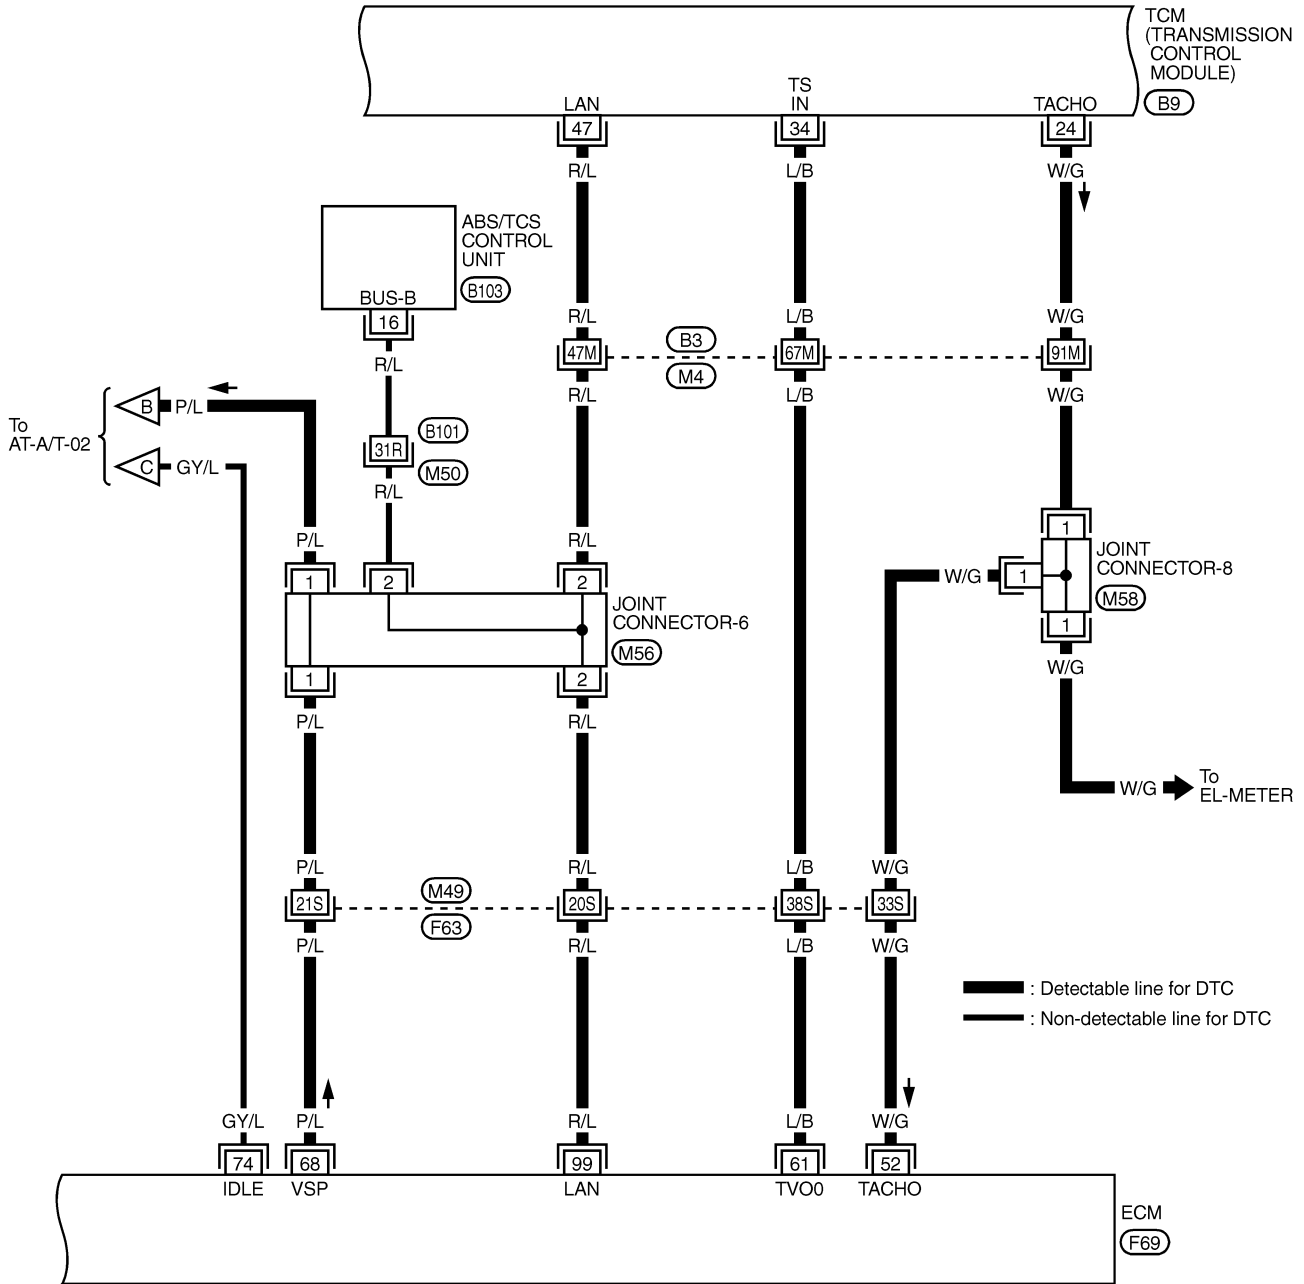 TCM
(TRANSMISSION
CONTROL
MODULE)
B9
LAN
TS
IN
TACHO
47
34
24
R/L
L/B
W/G
ABS/TCS
CONTROL
UNIT
B103
BUS-B
16
R/L
L/B
W/G
47M
B3
M4
67M
91M
R/L
R/L
L/B
W/G
To
AT-A/T-02
B
P/L
C
GY/L
31R
B101
M50
R/L
P/L
R/L
1
2
2
JOINT
CONNECTOR-6
M56
1
2
P/L
R/L
1
W/G
1
JOINT
CONNECTOR-8
M58
1
W/G
W/G
To
EL-METER
P/L
R/L
L/B
W/G
21S
M49
F63
20S
38S
33S
P/L
R/L
L/B
W/G
: Detectable line for DTC
: Non-detectable line for DTC
GY/L
P/L
R/L
L/B
W/G
74
68
99
61
52
IDLE
VSP
LAN
TVO0
TACHO
ECM
F69